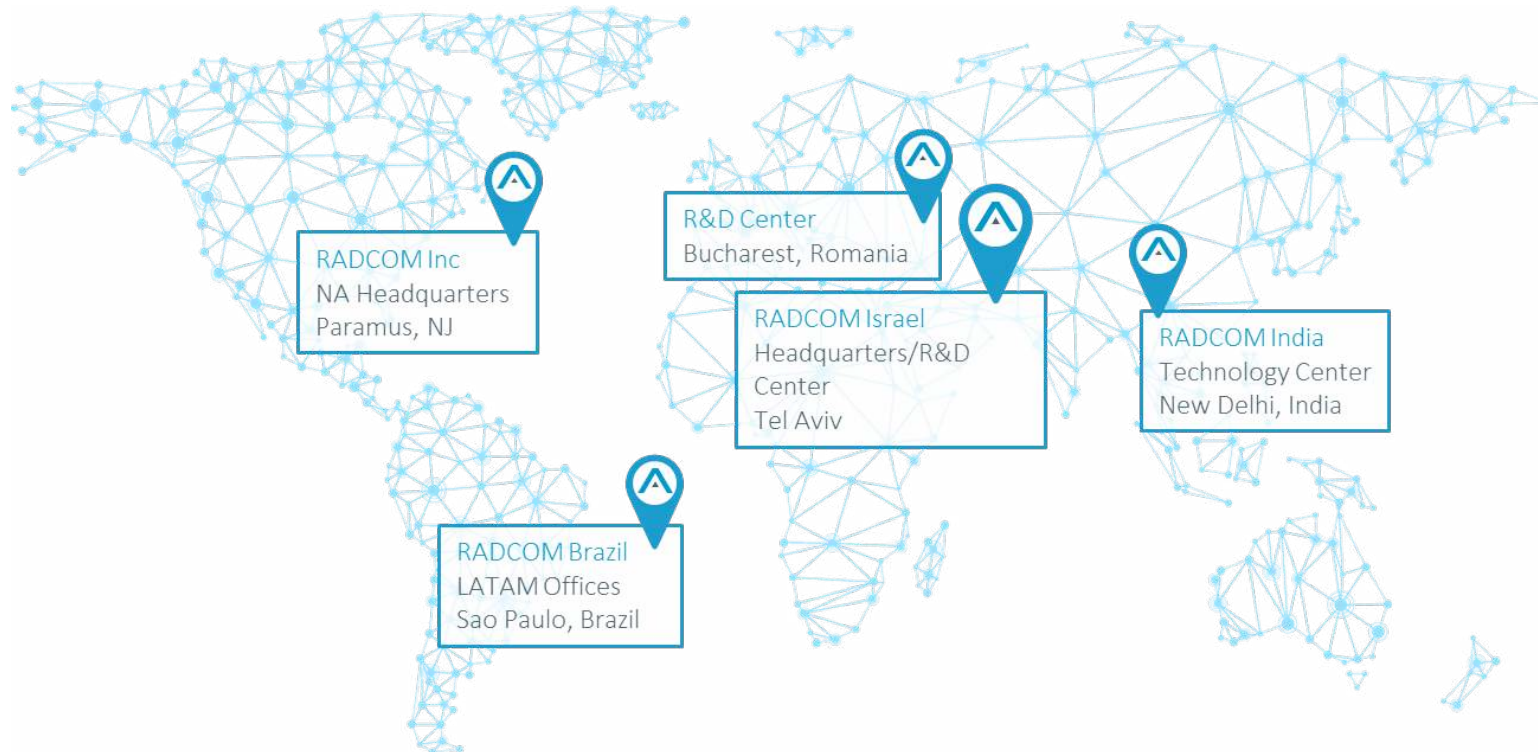 R&D Center
Bucharest, Romania
RADCOM Inc
NA Headquarters
Paramus, NJ
RADCOM Israel
Headquarters/R&D
Center
Tel Aviv
RADCOM India
Technology Center
New Delhi, India
RADCOM Brazil
LATAM Offices
Sao Paulo, Brazil